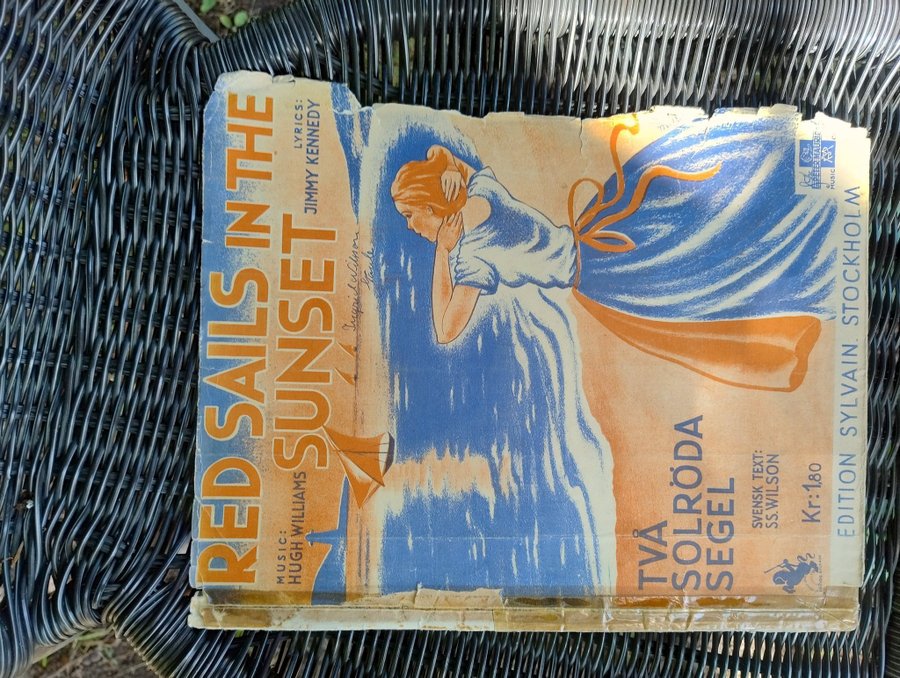 RED SAILS IN THE
SUNSET
MUSIC:
HUGH WILLIAMS
LYRICS:
JIMMY KENNEDY
TVÅ
SOLRÖDA
SEGEL
SVENSK TEXT:
S.S. WILSON
Kr: 1.80
MUSIC
EDITION SYLVAIN. STOCKHOLM